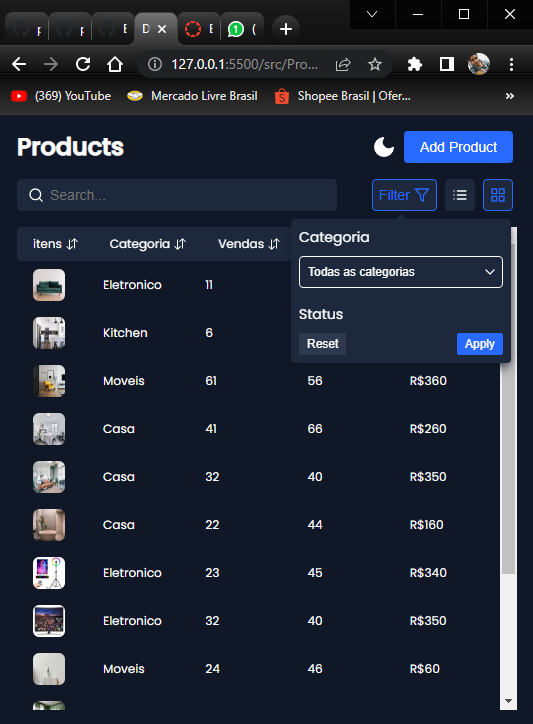 p
E
D
E
1
(
127.0.0.1:5500/src/Pro...
(369) YouTube
Mercado Livre Brasil
Shopee Brasil | Ofer...
»
Products
Add Product
Search...
Filter
itens
Categoria
Vendas
Categoria
Todas as categorias
Status
Reset
Apply
Eletronico 11
Kitchen 6
Moveis 61 56 R$360
Casa 41 66 R$260
Casa 32 40 R$350
Casa 22 44 R$160
Eletronico 23 45 R$340
Eletronico 32 40 R$350
Moveis 24 46 R$60